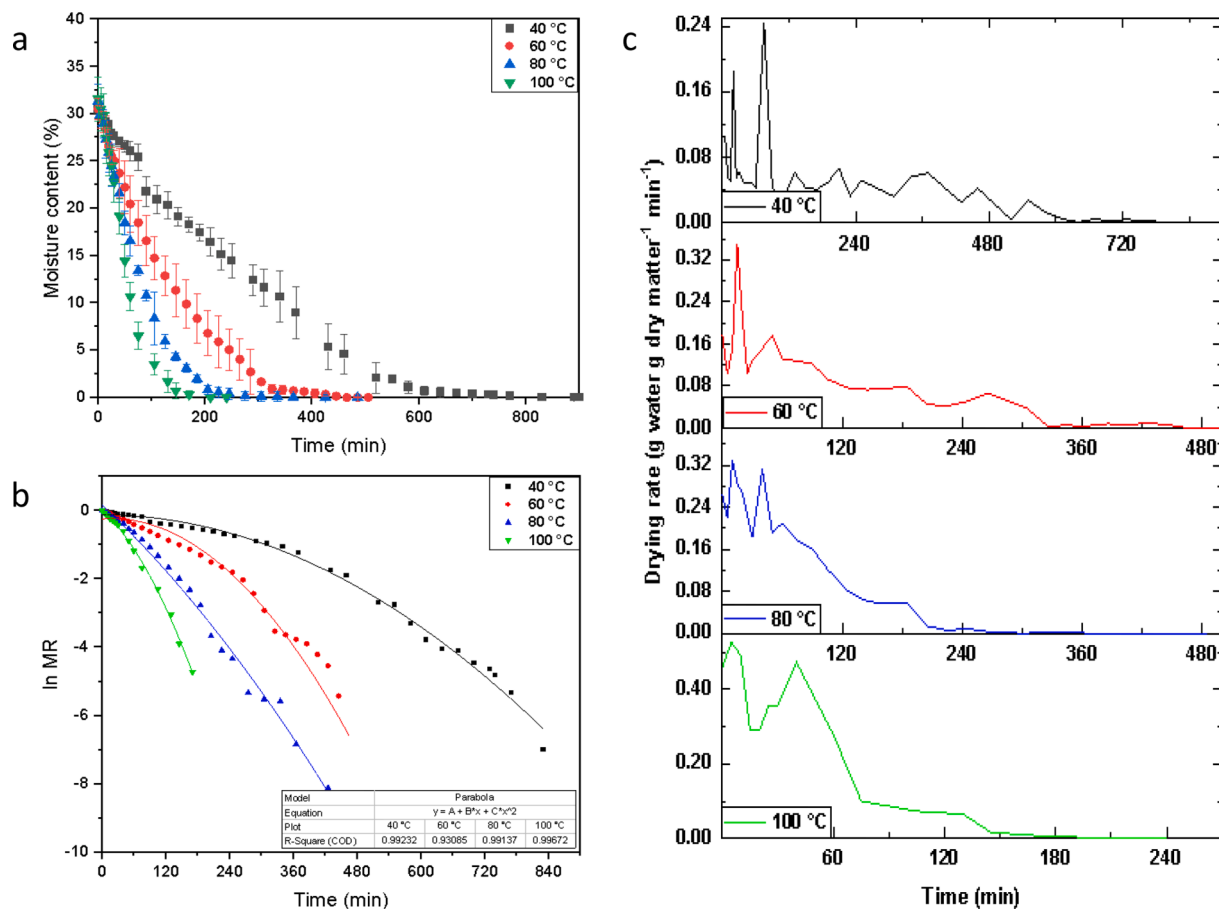 a
40
35
30
25
20
15
10
5
0
Moisture content (%)
0
200
400
600
800
Time (min)
40 °C
60 °C
80 °C
100 °C
b
0
-2
-4
-6
-8
-10
ln MR
0
120
240
360
480
600
720
840
Time (min)
40 °C
60 °C
80 °C
100 °C
Model Parabola
Equation y = A + B*x + C*x^2
Plot 40 °C 60 °C 80 °C 100 °C
R-Square (COD) 0.99232 0.93085 0.99137 0.99672
c
Drying rate (g water g dry matter-1 min-1)
0.24
0.16
0.08
0.00
40 °C
240
480
720
0.32
0.24
0.16
0.08
0.00
60 °C
120
240
360
480
0.32
0.24
0.16
0.08
0.00
80 °C
120
240
360
480
0.40
0.20
0.00
100 °C
60
120
180
240
Time (min)